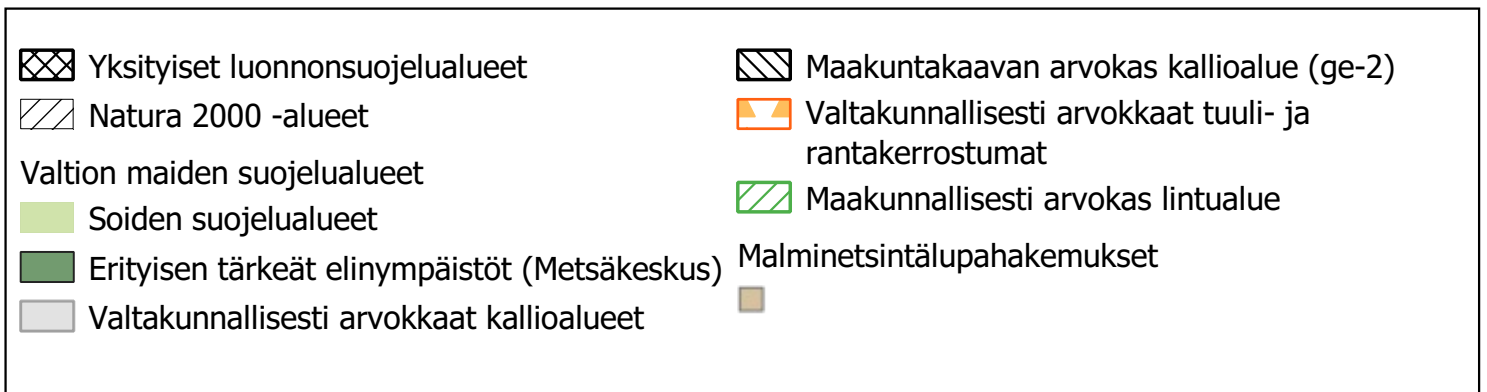 Yksityiset luonnonsuojelualueet
Natura 2000 -alueet
Valtion maiden suojelualueet
Soiden suojelualueet
Erityisen tärkeät elinympäistöt (Metsäkeskus)
Valtakunnallisesti arvokkaat kallioalueet
Maakuntakaavan arvokas kallioalue (ge-2)
Valtakunnallisesti arvokkaat tuuli- ja
rantakerrostumat
Maakunnallisesti arvokas lintualue
Malminetsintälupahakemukset